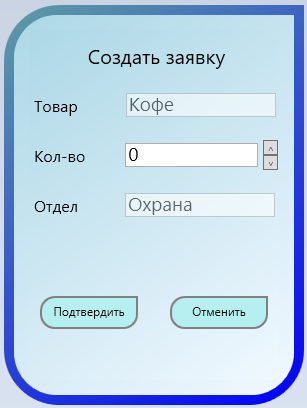 Создать заявку
Товар Кофе
Кол-во 0
Отдел Охрана
Подтвердить Отменить